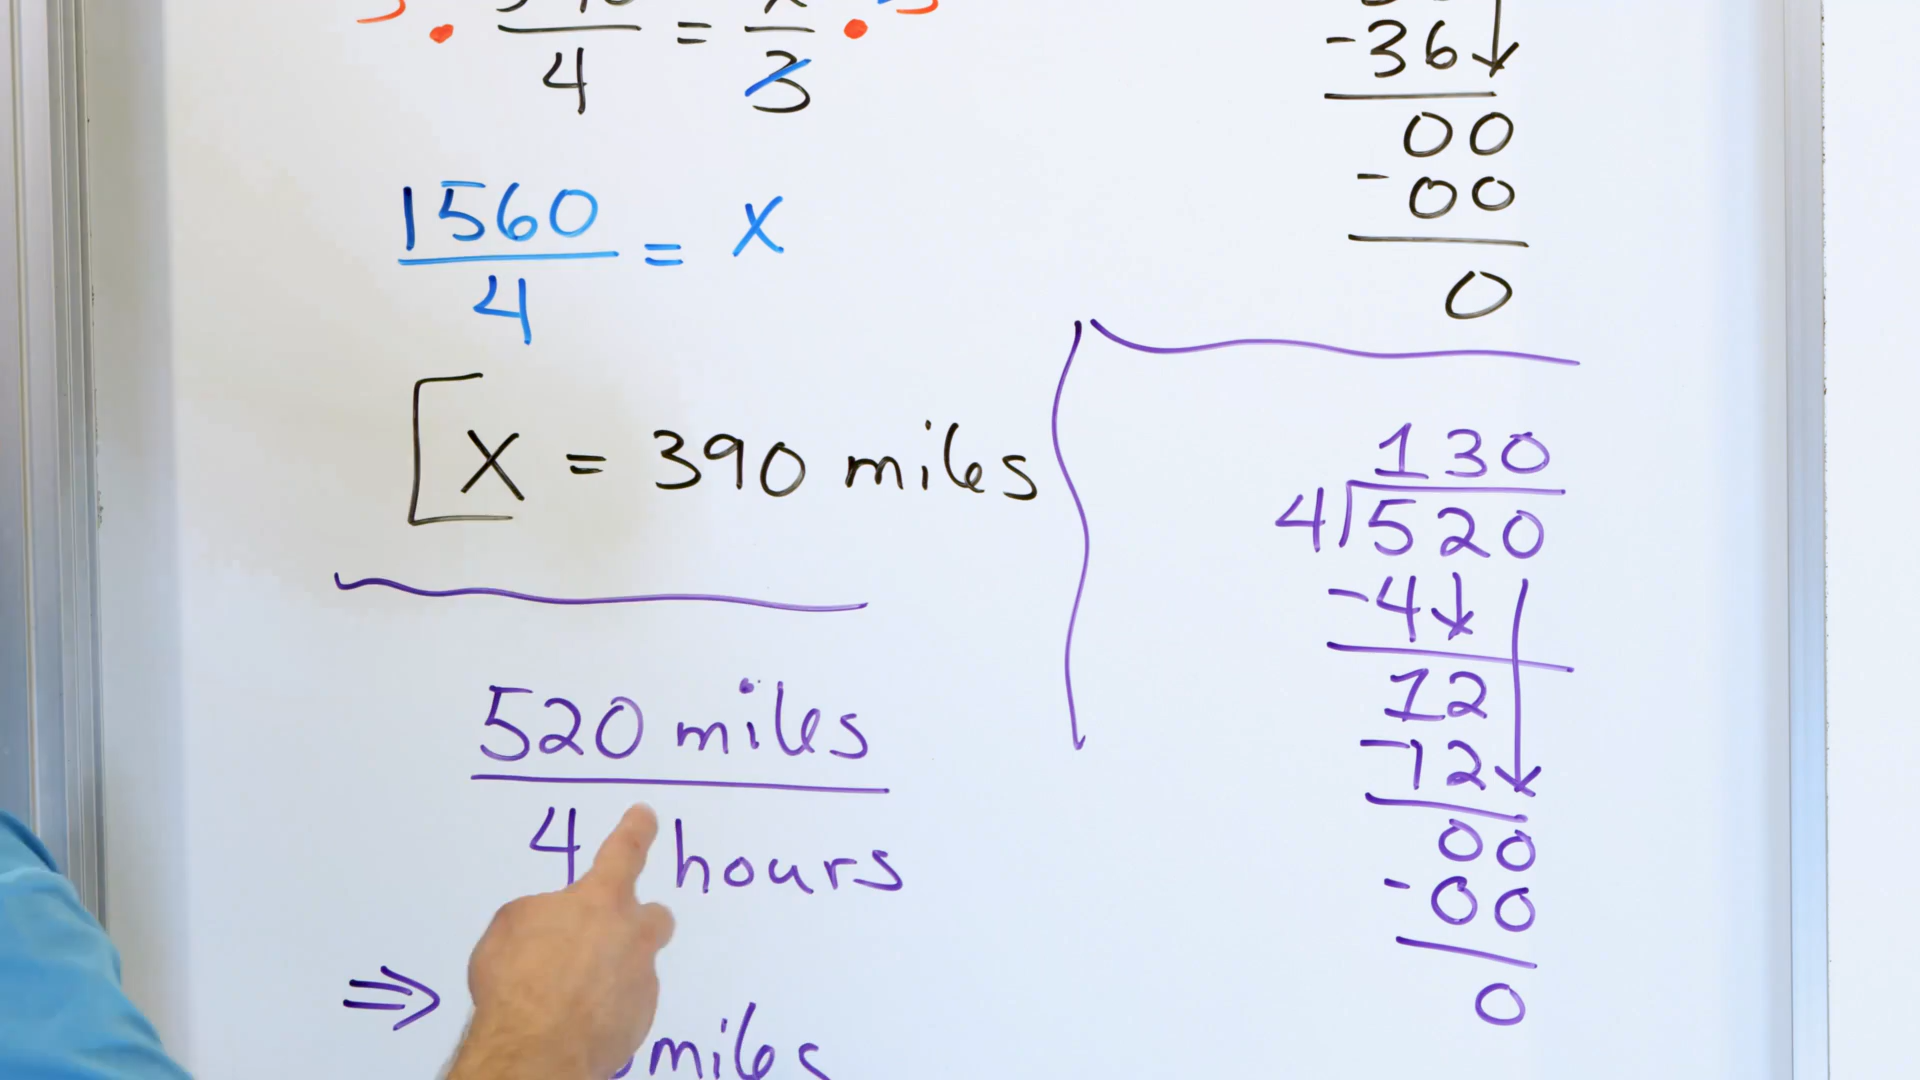 4 = 3
1560
4 = X
X = 390 miles
520 miles
4 hours
⇒
miles
-36↓
00
-00
0
130
4)520
-4↓
12
-12
00
-00
0